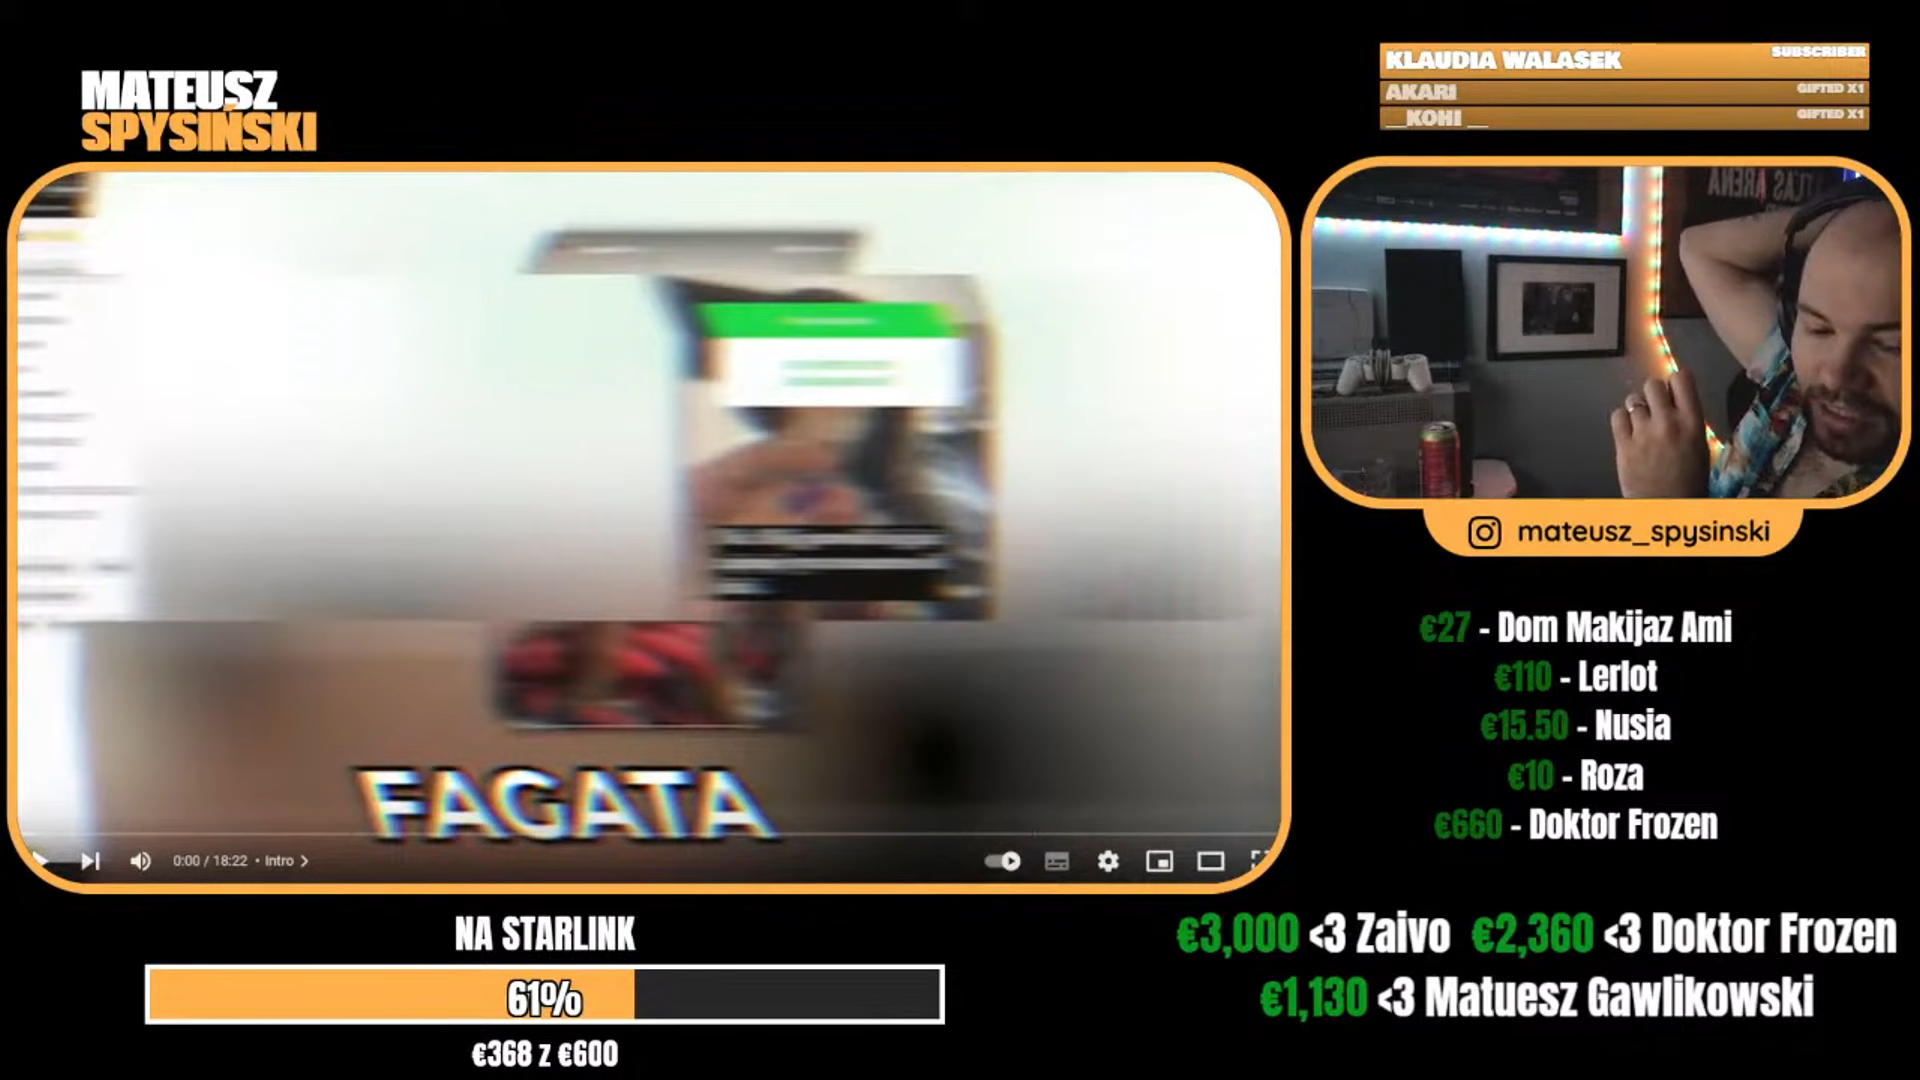 MATEUSZ
SPYSIŃSKI
KLAUDIA WALASEK SUBSCRIBER
AKARI GIFTED X1
__KOHI__ GIFTED X1
FAGATA
0:00 / 18:22 • Intro
mateusz_spysinski
€27 - Dom Makijaz Ami
€110 - Lerlot
€15.50 - Nusia
€10 - Roza
€660 - Doktor Frozen
NA STARLINK
61%
€368 z €600
€3,000 <3 Zaivo €2,360 <3 Doktor Frozen
€1,130 <3 Matuesz Gawlikowski